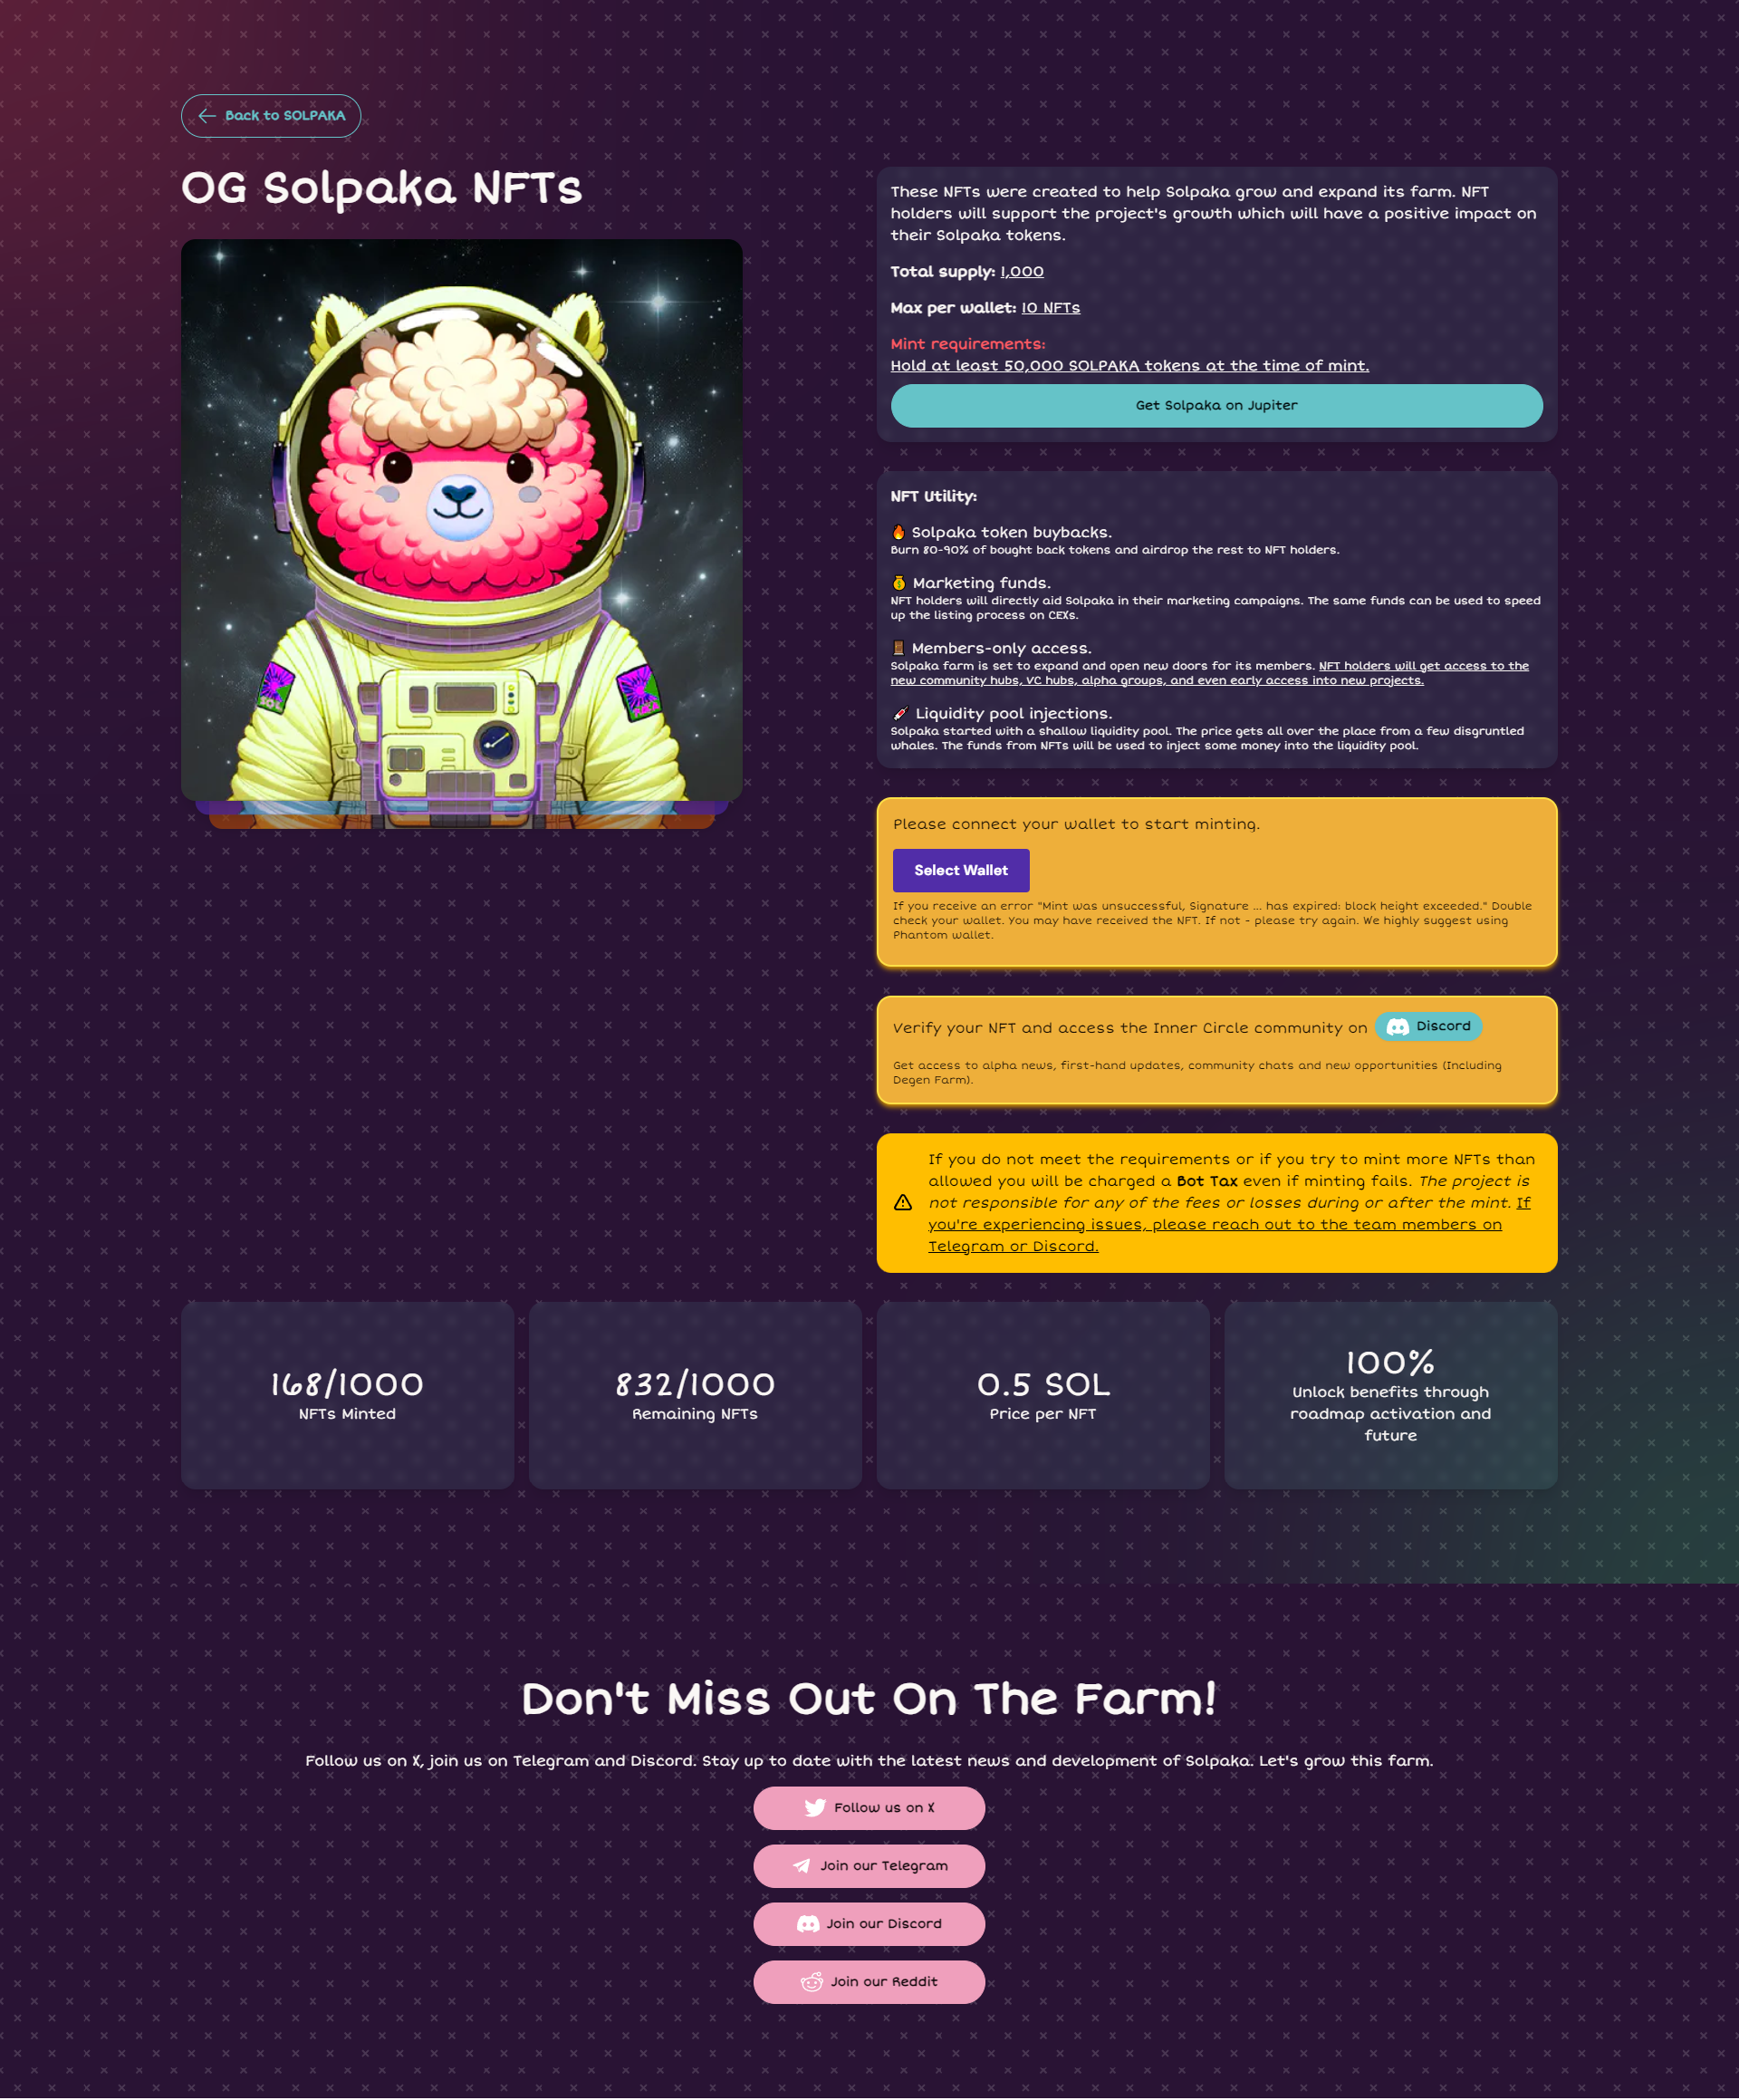 Back to SOLPAKA
OG Solpaka NFTs
SOL
These NFTs were created to help Solpaka grow and expand its farm. NFT
holders will support the project's growth which will have a positive impact on
their Solpaka tokens.
Total supply: 1,000
Max per wallet: 10 NFTs
Mint requirements:
Hold at least 50,000 SOLPAKA tokens at the time of mint.
Get Solpaka on Jupiter
NFT Utility:
🔥 Solpaka token buybacks.
Burn 80-90% of bought back tokens and airdrop the rest to NFT holders.
💰 Marketing funds.
NFT holders will directly aid Solpaka in their marketing campaigns. The same funds can be used to speed
up the listing process on CEXs.
🚪 Members-only access.
Solpaka farm is set to expand and open new doors for its members. NFT holders will get access to the
new community hubs, VC hubs, alpha groups, and even early access into new projects.
💉 Liquidity pool injections.
Solpaka started with a shallow liquidity pool. The price gets all over the place from a few disgruntled
whales. The funds from NFTs will be used to inject some money into the liquidity pool.
Please connect your wallet to start minting.
Select Wallet
If you receive an error "Mint was unsuccessful, Signature ... has expired: block height exceeded." Double
check your wallet. You may have received the NFT. If not - please try again. We highly suggest using
Phantom wallet.
Verify your NFT and access the Inner Circle community on Discord
Get access to alpha news, first-hand updates, community chats and new opportunities (Including
Degen Farm).
If you do not meet the requirements or if you try to mint more NFTs than
allowed you will be charged a Bot Tax even if minting fails. The project is
not responsible for any of the fees or losses during or after the mint. If
you're experiencing issues, please reach out to the team members on
Telegram or Discord.
168/1000
NFTs Minted
832/1000
Remaining NFTs
0.5 SOL
Price per NFT
100%
Unlock benefits through
roadmap activation and
future
Don't Miss Out On The Farm!
Follow us on X, join us on Telegram and Discord. Stay up to date with the latest news and development of Solpaka. Let's grow this farm.
Follow us on X
Join our Telegram
Join our Discord
Join our Reddit